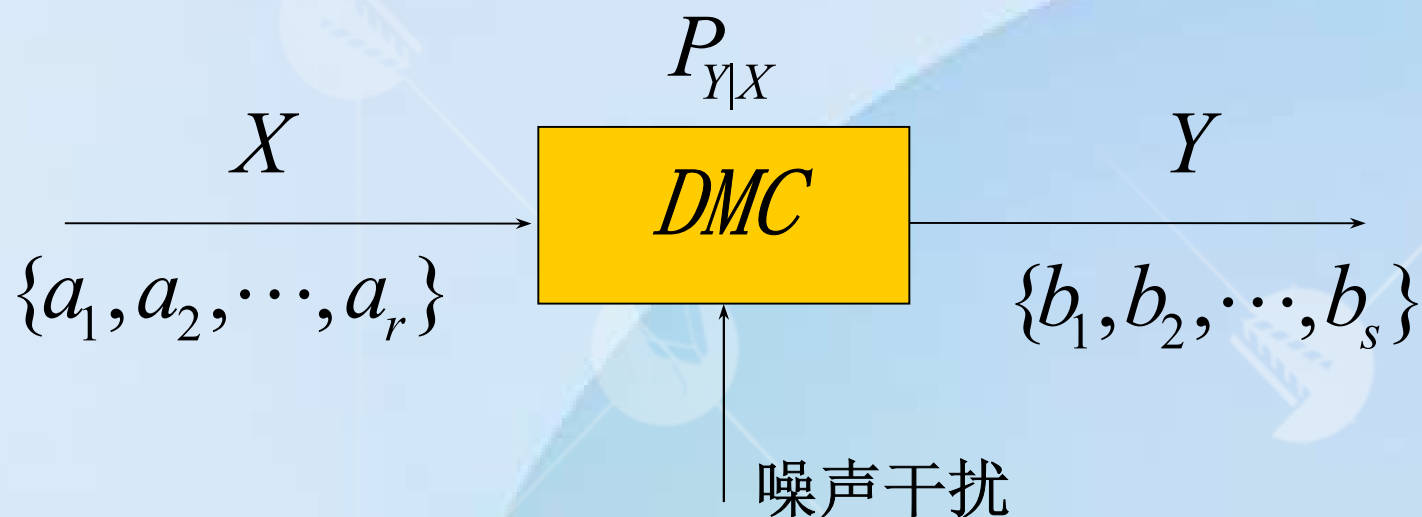 P_{Y|X}
X
DMC
Y
{a_1, a_2, ⋯, a_r}
{b_1, b_2, ⋯, b_s}
噪声干扰